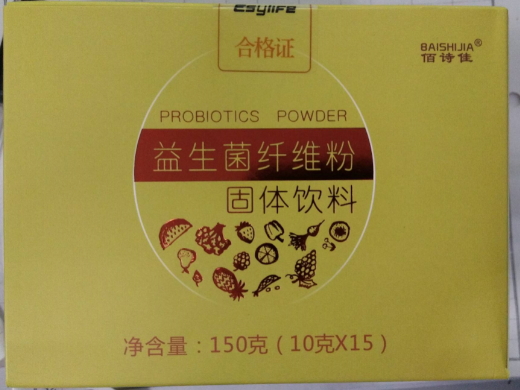 Esylife
合格证
BAISHIJIA®
佰诗佳
PROBIOTICS POWDER
益生菌纤维粉
固体饮料
净含量：150克（10克X15）